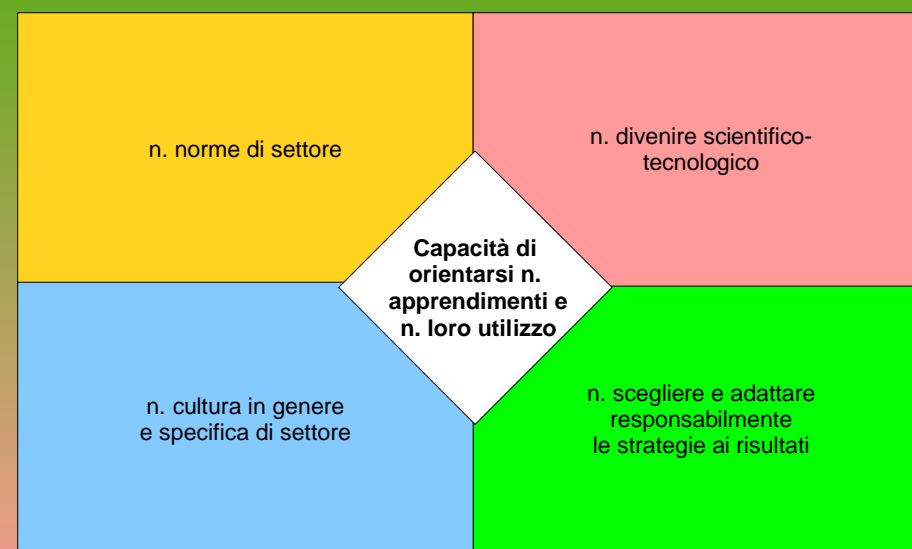 n. norme di settore
n. divenire scientifico-
tecnologico
Capacità di
orientarsi n.
apprendimenti e
n. loro utilizzo
n. cultura in genere
e specifica di settore
n. scegliere e adattare
responsabilmente
le strategie ai risultati